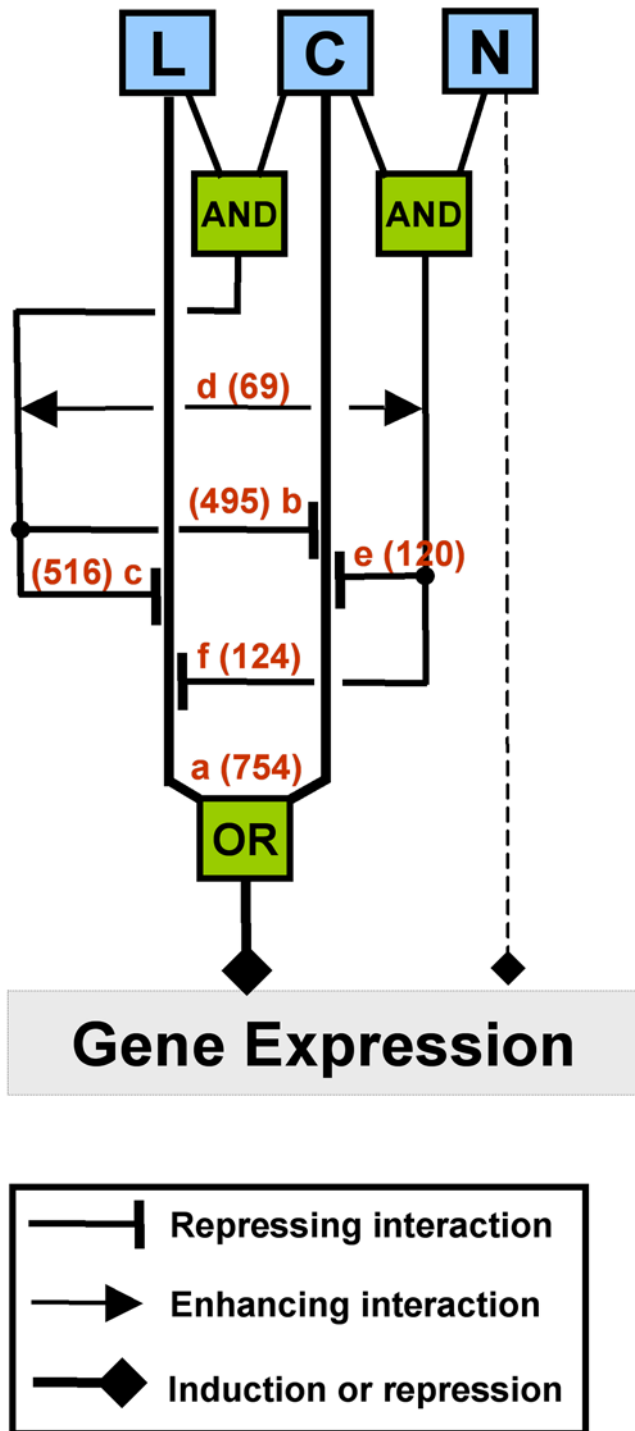 L C N
AND AND
d (69)
(495) b
e (120)
(516) c
f (124)
a (754)
OR
Gene Expression
Repressing interaction
Enhancing interaction
Induction or repression